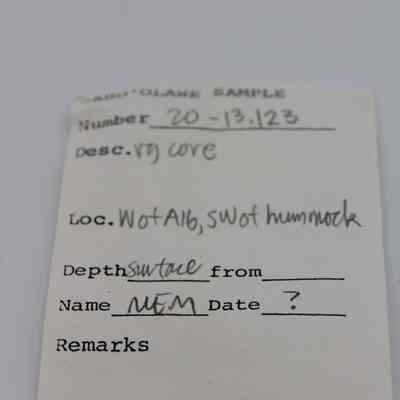 SAMPLE
Number 20-13.123
Desc. rg core
Loc. W of A16, SW of hummock
Depth surface from
Name MEM Date ?
Remarks